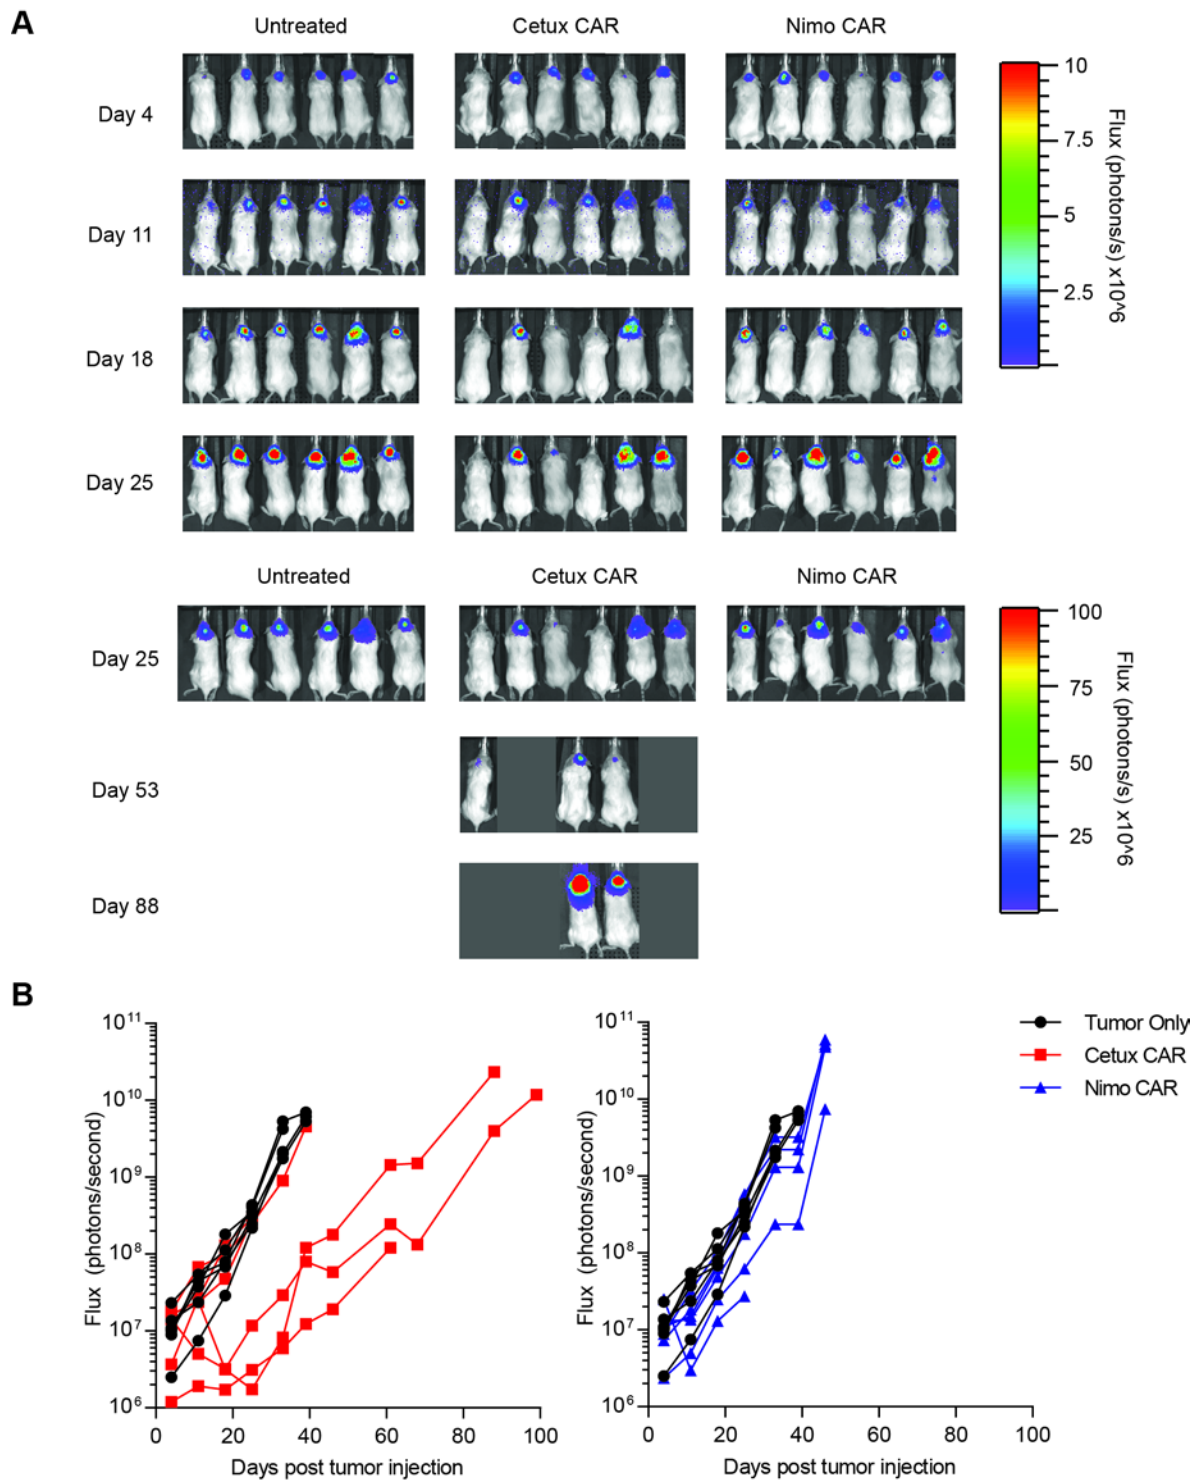 A
Untreated Cetux CAR Nimo CAR
Day 4
Day 11
Day 18
Day 25
10
7.5
5
2.5
Flux (photons/s) x10^6
Untreated Cetux CAR Nimo CAR
Day 25
Day 53
Day 88
100
75
50
25
Flux (photons/s) x10^6
B
10^11
10^10
10^9
10^8
10^7
10^6
Flux (photons/second)
0 20 40 60 80 100
Days post tumor injection
10^11
10^10
10^9
10^8
10^7
10^6
Flux (photons/second)
0 20 40 60 80 100
Days post tumor injection
Tumor Only
Cetux CAR
Nimo CAR